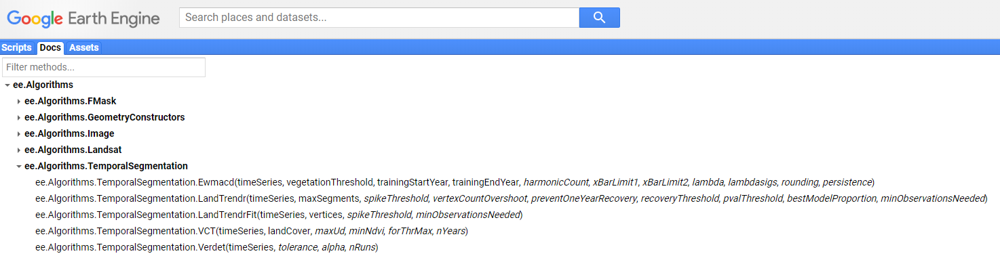 Google Earth Engine Search places and datasets...
Scripts Docs Assets
Filter methods...
ee.Algorithms
ee.Algorithms.FMask
ee.Algorithms.GeometryConstructors
ee.Algorithms.Image
ee.Algorithms.Landsat
ee.Algorithms.TemporalSegmentation
ee.Algorithms.TemporalSegmentation.Ewmacd(timeSeries, vegetationThreshold, trainingStartYear, trainingEndYear, harmonicCount, xBarLimit1, xBarLimit2, lambda, lambdasigs, rounding, persistence)
ee.Algorithms.TemporalSegmentation.LandTrendr(timeSeries, maxSegments, spikeThreshold, vertexCountOvershoot, preventOneYearRecovery, recoveryThreshold, pvalThreshold, bestModelProportion, minObservationsNeeded)
ee.Algorithms.TemporalSegmentation.LandTrendrFit(timeSeries, vertices, spikeThreshold, minObservationsNeeded)
ee.Algorithms.TemporalSegmentation.VCT(timeSeries, landCover, maxUd, minNdvi, forThrMax, nYears)
ee.Algorithms.TemporalSegmentation.Verdet(timeSeries, tolerance, alpha, nRuns)